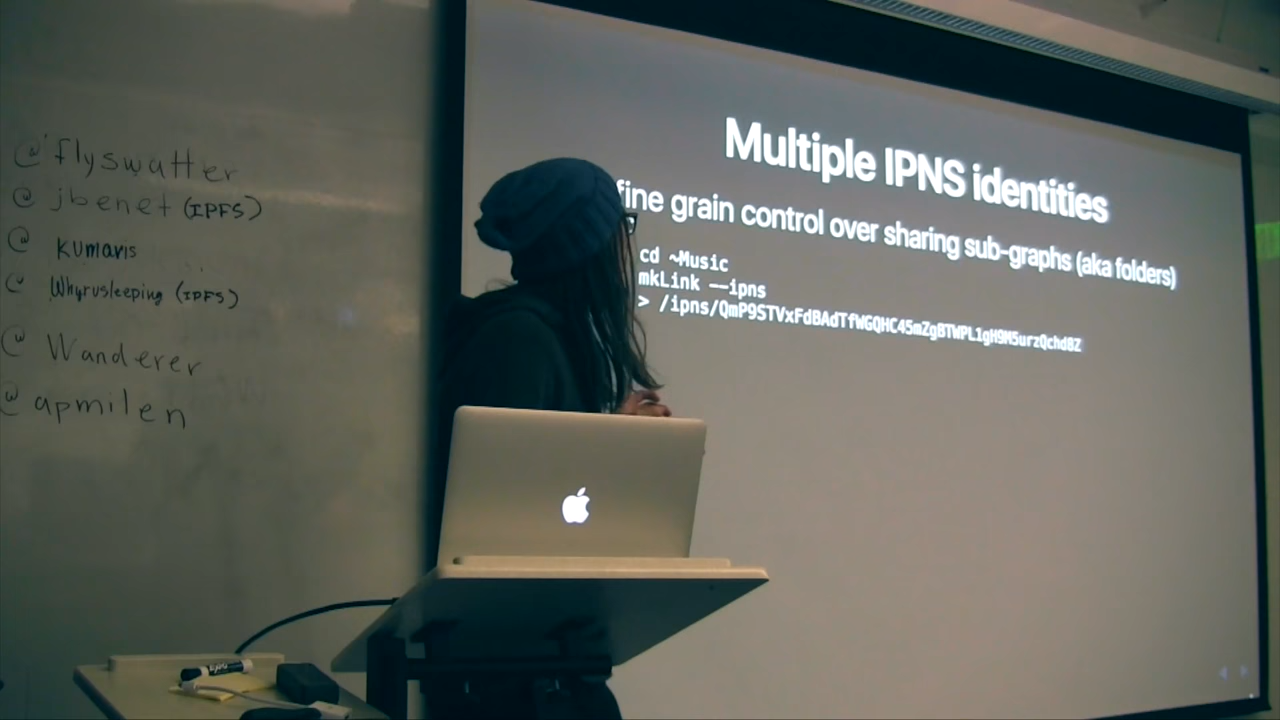 @flyswatter
@jbenet (IPFS)
@ kumavis
@ Whyrusleeping (IPFS)
@ Wanderer
@apmilen
Multiple IPNS identities
fine grain control over sharing sub-graphs (aka folders)
cd ~Music
mkLink --ipns
> /ipns/QmP9STVxFdBAdTfWGQHC45mZgBTWPL1gH9M5urzQchd8Z